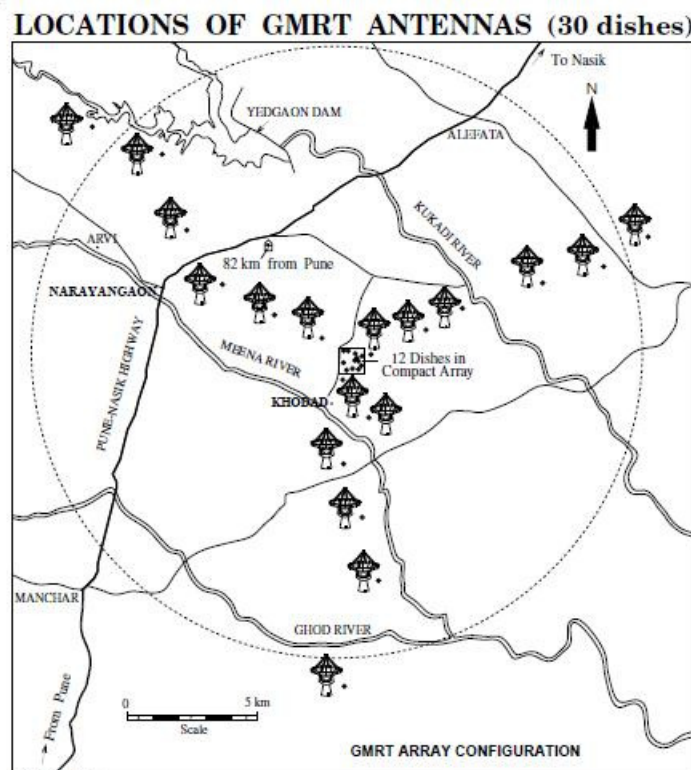 LOCATIONS OF GMRT ANTENNAS (30 dishes)
To Nasik
N
YEDGAON DAM
ALEFATA
KUKADI RIVER
ARVI
82 km from Pune
NARAYANGAON
12 Dishes in
Compact Array
MEENA RIVER
PUNE-NASIK HIGHWAY
KHODAD
MANCHAR
GHOD RIVER
From Pune
0 5 km
Scale
GMRT ARRAY CONFIGURATION